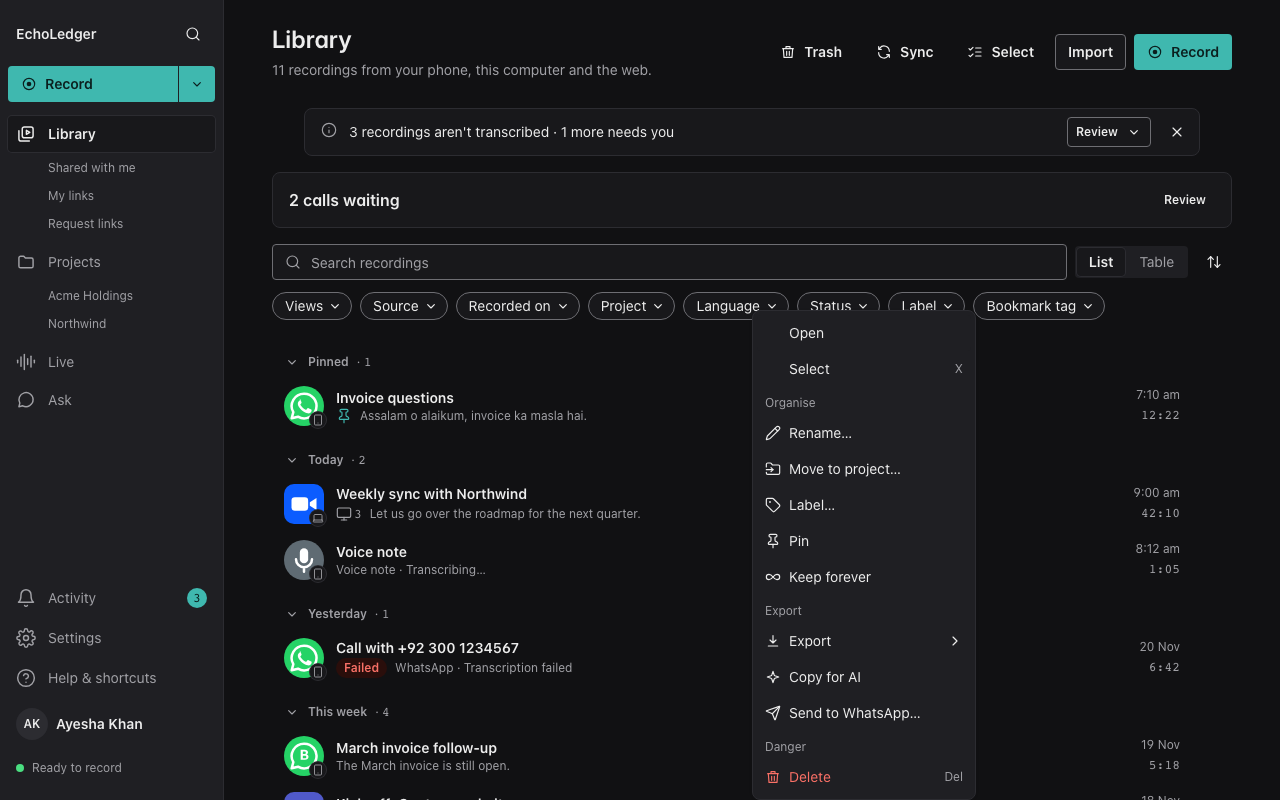 EchoLedger
Record
Library
Shared with me
My links
Request links
Projects
Acme Holdings
Northwind
Live
Ask
Activity 3
Settings
Help & shortcuts
AK Ayesha Khan
Ready to record
Library
11 recordings from your phone, this computer and the web.
Trash Sync Select Import Record
3 recordings aren't transcribed · 1 more needs you Review
2 calls waiting Review
Search recordings List Table
Views Source Recorded on Project Language Status Label Bookmark tag
Pinned · 1
Invoice questions 7:10 am
Assalam o alaikum, invoice ka masla hai. 12:22
Today · 2
Weekly sync with Northwind 9:00 am
3 Let us go over the roadmap for the next quarter. 42:10
Voice note 8:12 am
Voice note · Transcribing... 1:05
Yesterday · 1
Call with +92 300 1234567 20 Nov
Failed WhatsApp · Transcription failed 6:42
This week · 4
B
March invoice follow-up 19 Nov
The March invoice is still open. 5:18
Open
Select X
Organise
Rename...
Move to project...
Label...
Pin
Keep forever
Export
Export
Copy for AI
Send to WhatsApp...
Danger
Delete Del